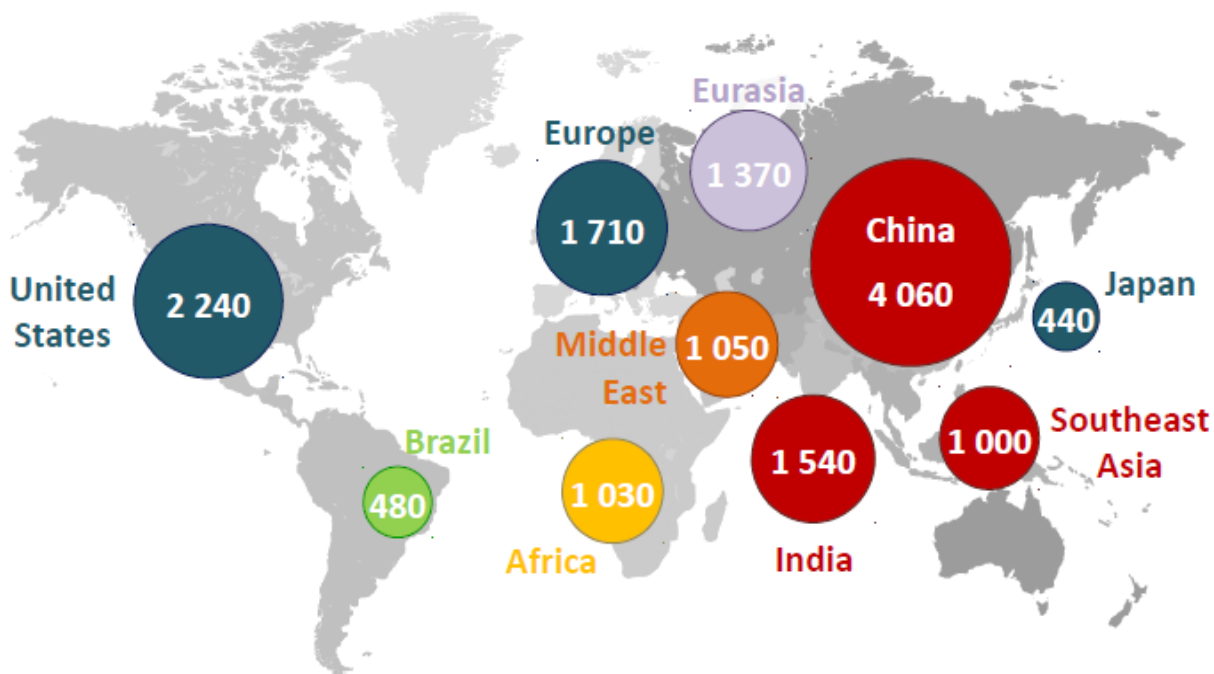 Eurasia
1 370
Europe
1 710
China
4 060
United
States
2 240
Japan
440
Middle
East
1 050
Brazil
480
Africa
1 030
1 540
India
1 000
Southeast
Asia